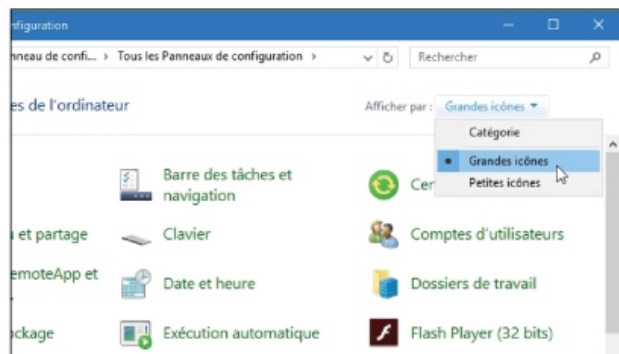 nfiguration
nneau de confi... › Tous les Panneaux de configuration ›
Rechercher
es de l'ordinateur
Afficher par : Grandes icônes
Catégorie
Grandes icônes
Petites icônes
Barre des tâches et
navigation
Cer
u et partage
Clavier
Comptes d'utilisateurs
emoteApp et
Date et heure
Dossiers de travail
ckage
Exécution automatique
Flash Player (32 bits)